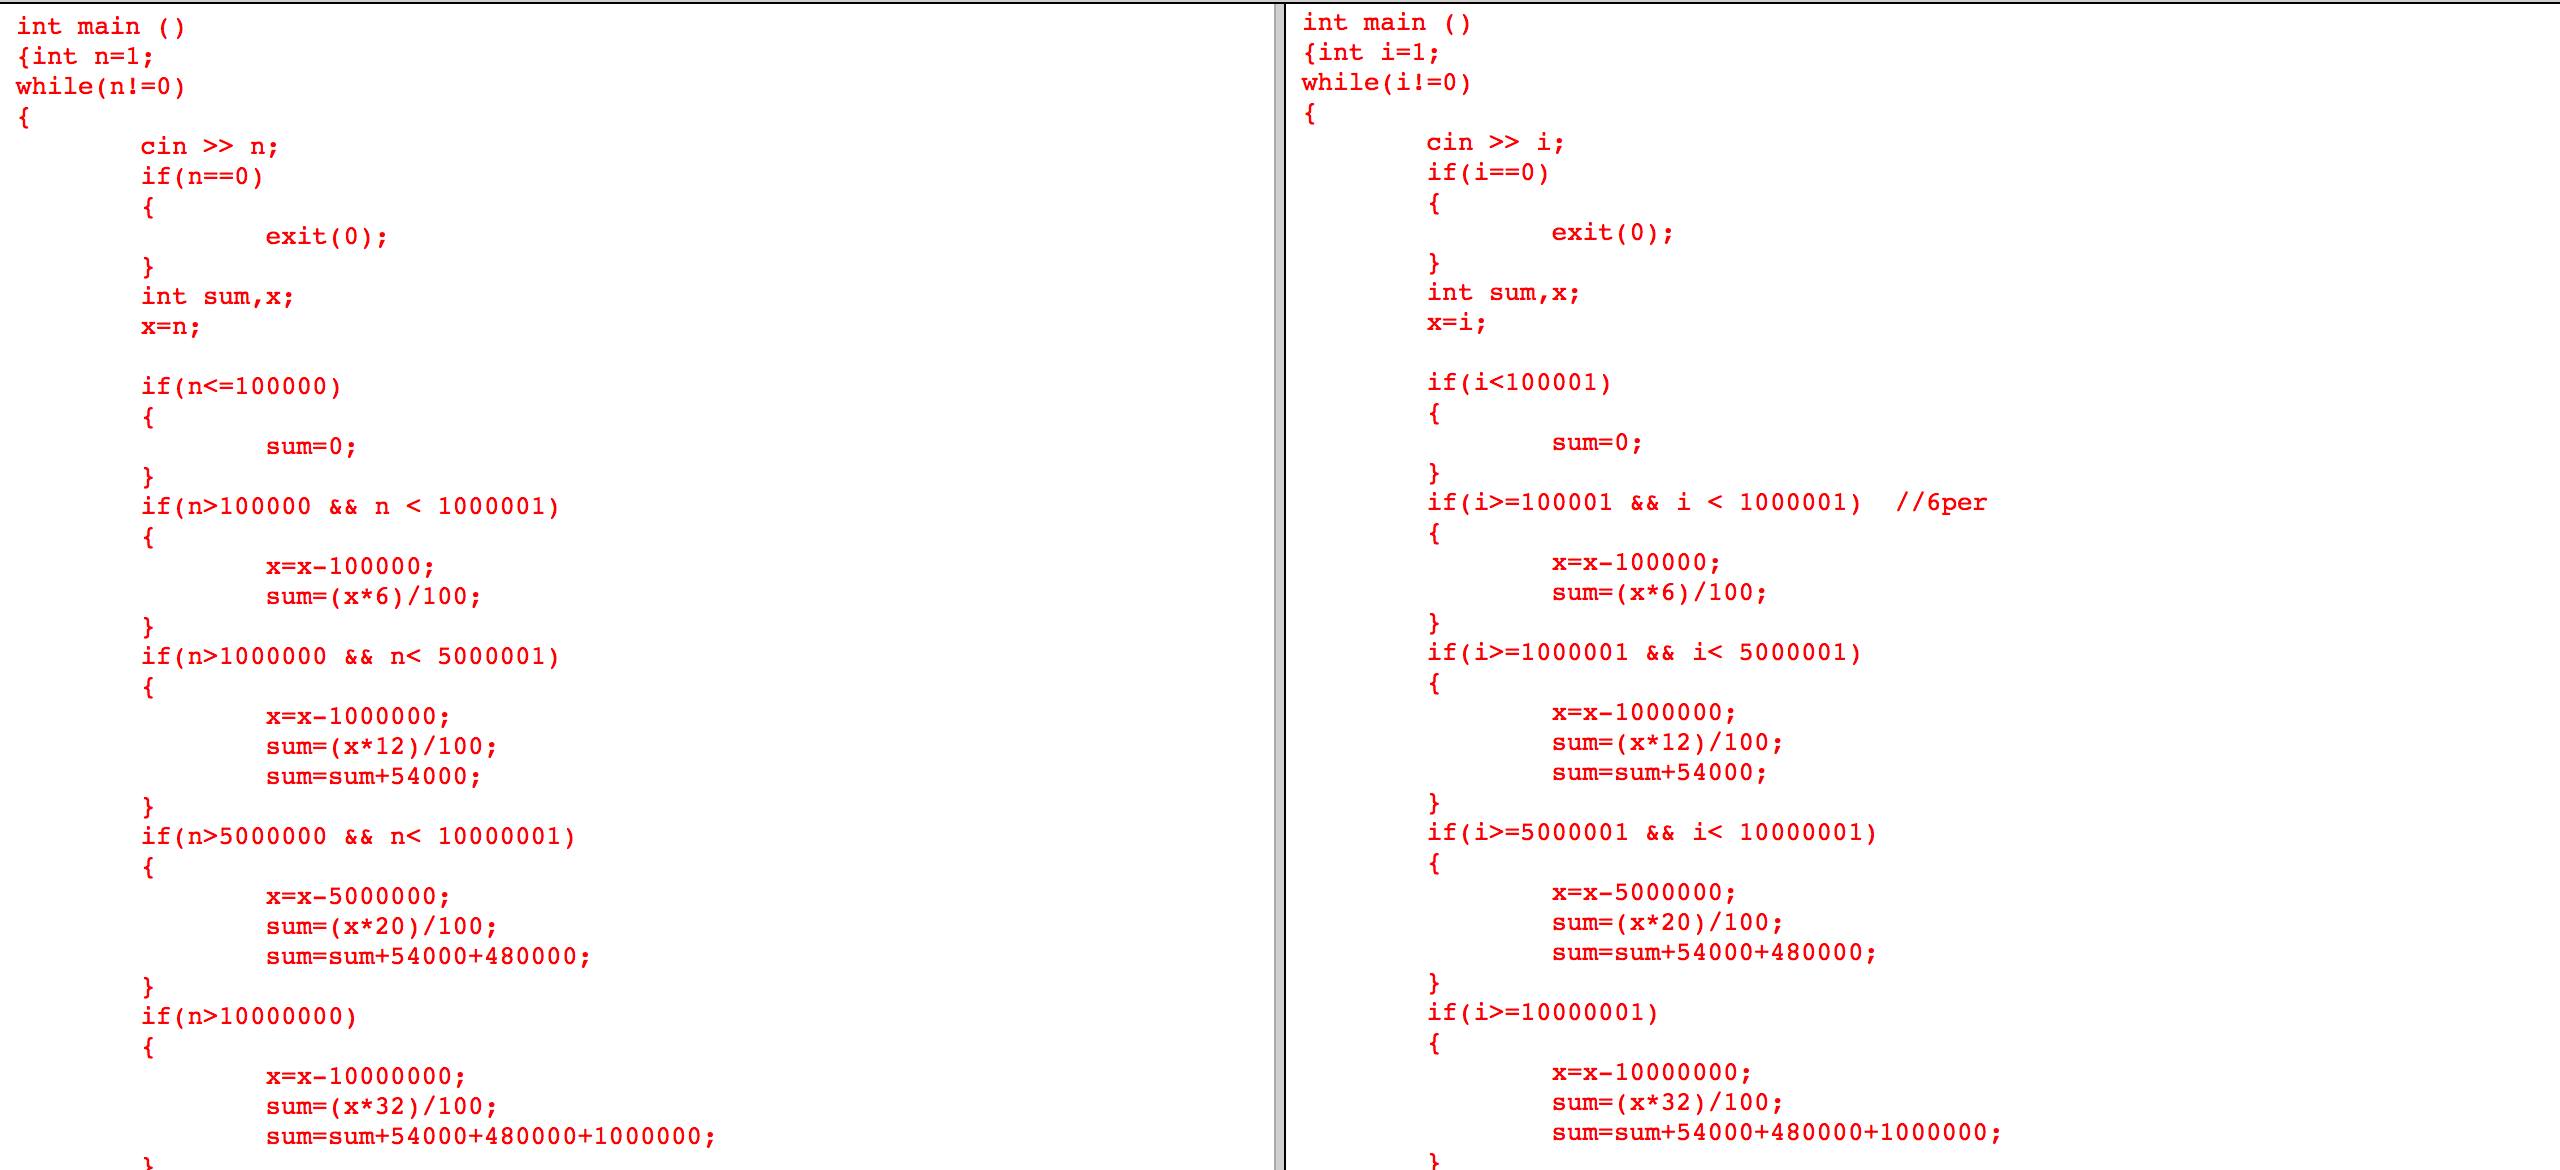 int main ()
{int n=1;
while(n!=0)
{
        cin >> n;
        if(n==0)
        {
                exit(0);
        }
        int sum,x;
        x=n;

        if(n<=100000)
        {
                sum=0;
        }
        if(n>100000 && n < 1000001)
        {
                x=x-100000;
                sum=(x*6)/100;
        }
        if(n>1000000 && n< 5000001)
        {
                x=x-1000000;
                sum=(x*12)/100;
                sum=sum+54000;
        }
        if(n>5000000 && n< 10000001)
        {
                x=x-5000000;
                sum=(x*20)/100;
                sum=sum+54000+480000;
        }
        if(n>10000000)
        {
                x=x-10000000;
                sum=(x*32)/100;
                sum=sum+54000+480000+1000000;
        }
int main ()
{int i=1;
while(i!=0)
{
        cin >> i;
        if(i==0)
        {
                exit(0);
        }
        int sum,x;
        x=i;

        if(i<100001)
        {
                sum=0;
        }
        if(i>=100001 && i < 1000001)  //6per
        {
                x=x-100000;
                sum=(x*6)/100;
        }
        if(i>=1000001 && i< 5000001)
        {
                x=x-1000000;
                sum=(x*12)/100;
                sum=sum+54000;
        }
        if(i>=5000001 && i< 10000001)
        {
                x=x-5000000;
                sum=(x*20)/100;
                sum=sum+54000+480000;
        }
        if(i>=10000001)
        {
                x=x-10000000;
                sum=(x*32)/100;
                sum=sum+54000+480000+1000000;
        }